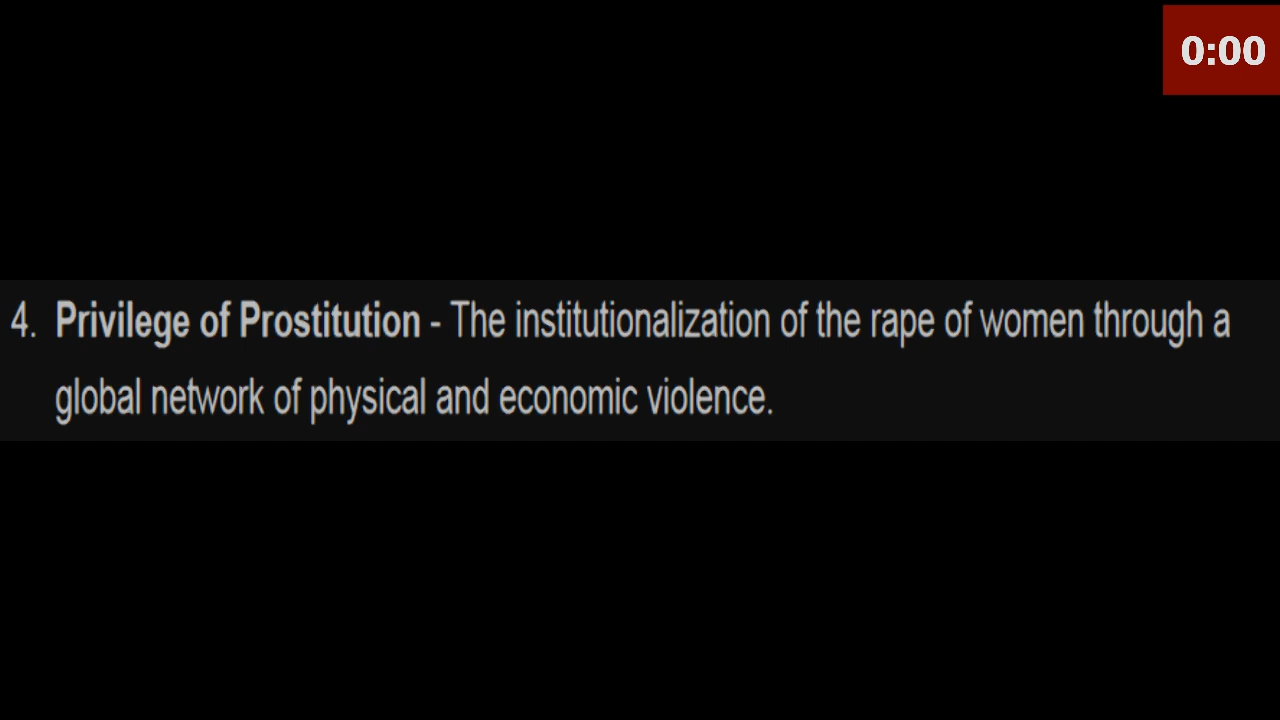 0:00
4. Privilege of Prostitution - The institutionalization of the rape of women through a
global network of physical and economic violence.